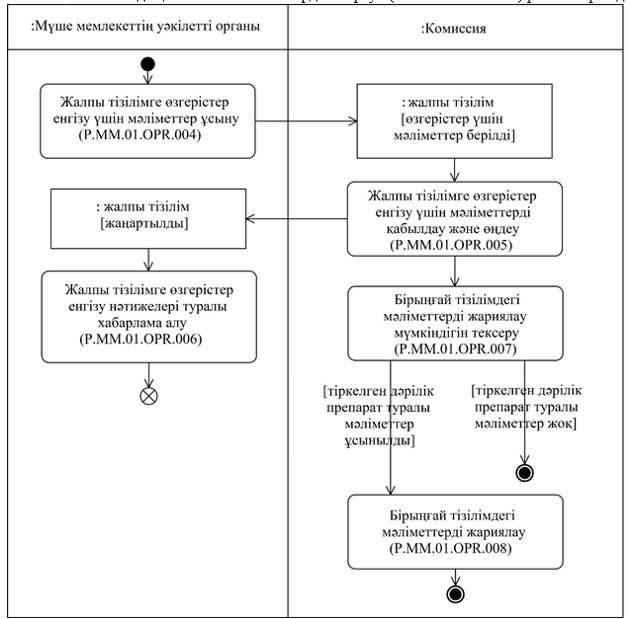 :Мүше мемлекеттің уәкілетті органы
:Комиссия
Жалпы тізілімге өзгерістер
енгізу үшін мәліметтер ұсыну
(P.MM.01.OPR.004)
: жалпы тізілім
[өзгерістер үшін
мәліметтер берілді]
: жалпы тізілім
[жаңартылды]
Жалпы тізілімге өзгерістер
енгізу үшін мәліметтерді
қабылдау және өңдеу
(P.MM.01.OPR.005)
Жалпы тізілімге өзгерістер
енгізу нәтижелері туралы
хабарлама алу
(P.MM.01.OPR.006)
Бірыңғай тізілімдегі
мәліметтерді жариялау
мүмкіндігін тексеру
(P.MM.01.OPR.007)
[тіркелген дәрілік
препарат туралы
мәліметтер
ұсынылды]
[тіркелген дәрілік
препарат туралы
мәліметтер жоқ]
Бірыңғай тізілімдегі
мәліметтерді жариялау
(P.MM.01.OPR.008)